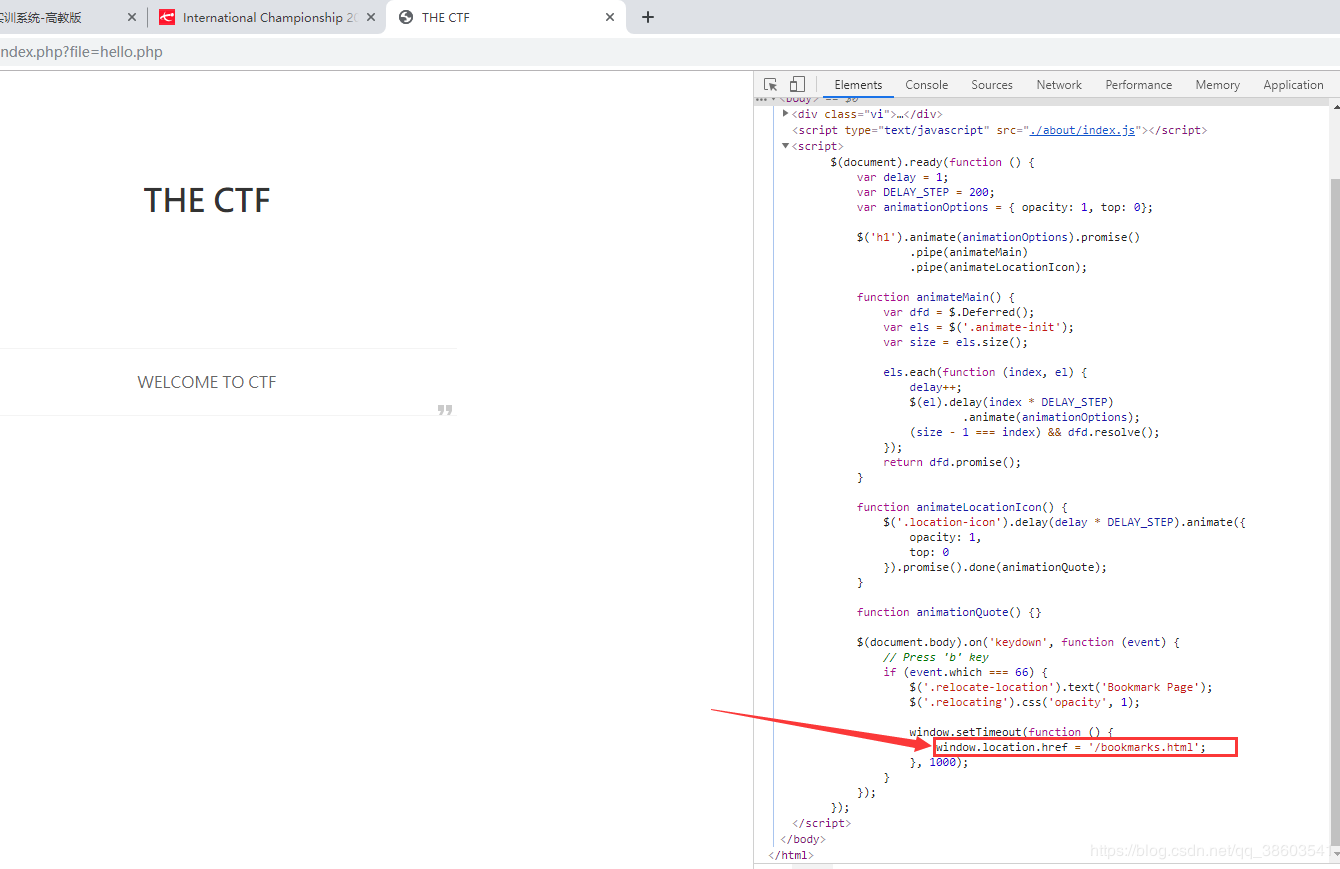 实训系统-高教版
International Championship 20
THE CTF
ndex.php?file=hello.php
THE CTF
WELCOME TO CTF
Elements Console Sources Network Performance Memory Application
<body> == $0
<div class="vi">…</div>
<script type="text/javascript" src="./about/index.js"></script>
<script>
$(document).ready(function () {
var delay = 1;
var DELAY_STEP = 200;
var animationOptions = { opacity: 1, top: 0};
$('h1').animate(animationOptions).promise()
.pipe(animateMain)
.pipe(animateLocationIcon);
function animateMain() {
var dfd = $.Deferred();
var els = $('.animate-init');
var size = els.size();
els.each(function (index, el) {
delay++;
$(el).delay(index * DELAY_STEP)
.animate(animationOptions);
(size - 1 === index) && dfd.resolve();
});
return dfd.promise();
}
function animateLocationIcon() {
$('.location-icon').delay(delay * DELAY_STEP).animate({
opacity: 1,
top: 0
}).promise().done(animationQuote);
}
function animationQuote() {}
$(document.body).on('keydown', function (event) {
// Press 'b' key
if (event.which === 66) {
$('.relocate-location').text('Bookmark Page');
$('.relocating').css('opacity', 1);
window.setTimeout(function () {
window.location.href = '/bookmarks.html';
}, 1000);
}
});
});
</script>
</body>
</html>
https://blog.csdn.net/qq_3860354